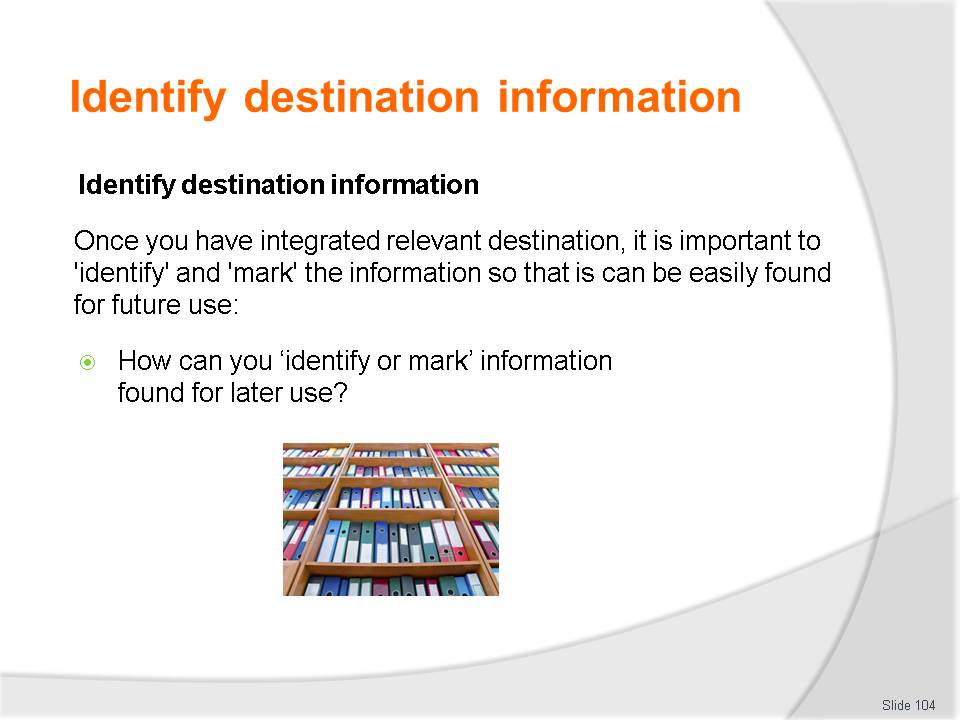 Identify destination information
Identify destination information
Once you have integrated relevant destination, it is important to
'identify' and 'mark' the information so that is can be easily found
for future use:
How can you ‘identify or mark’ information
found for later use?
Slide 104